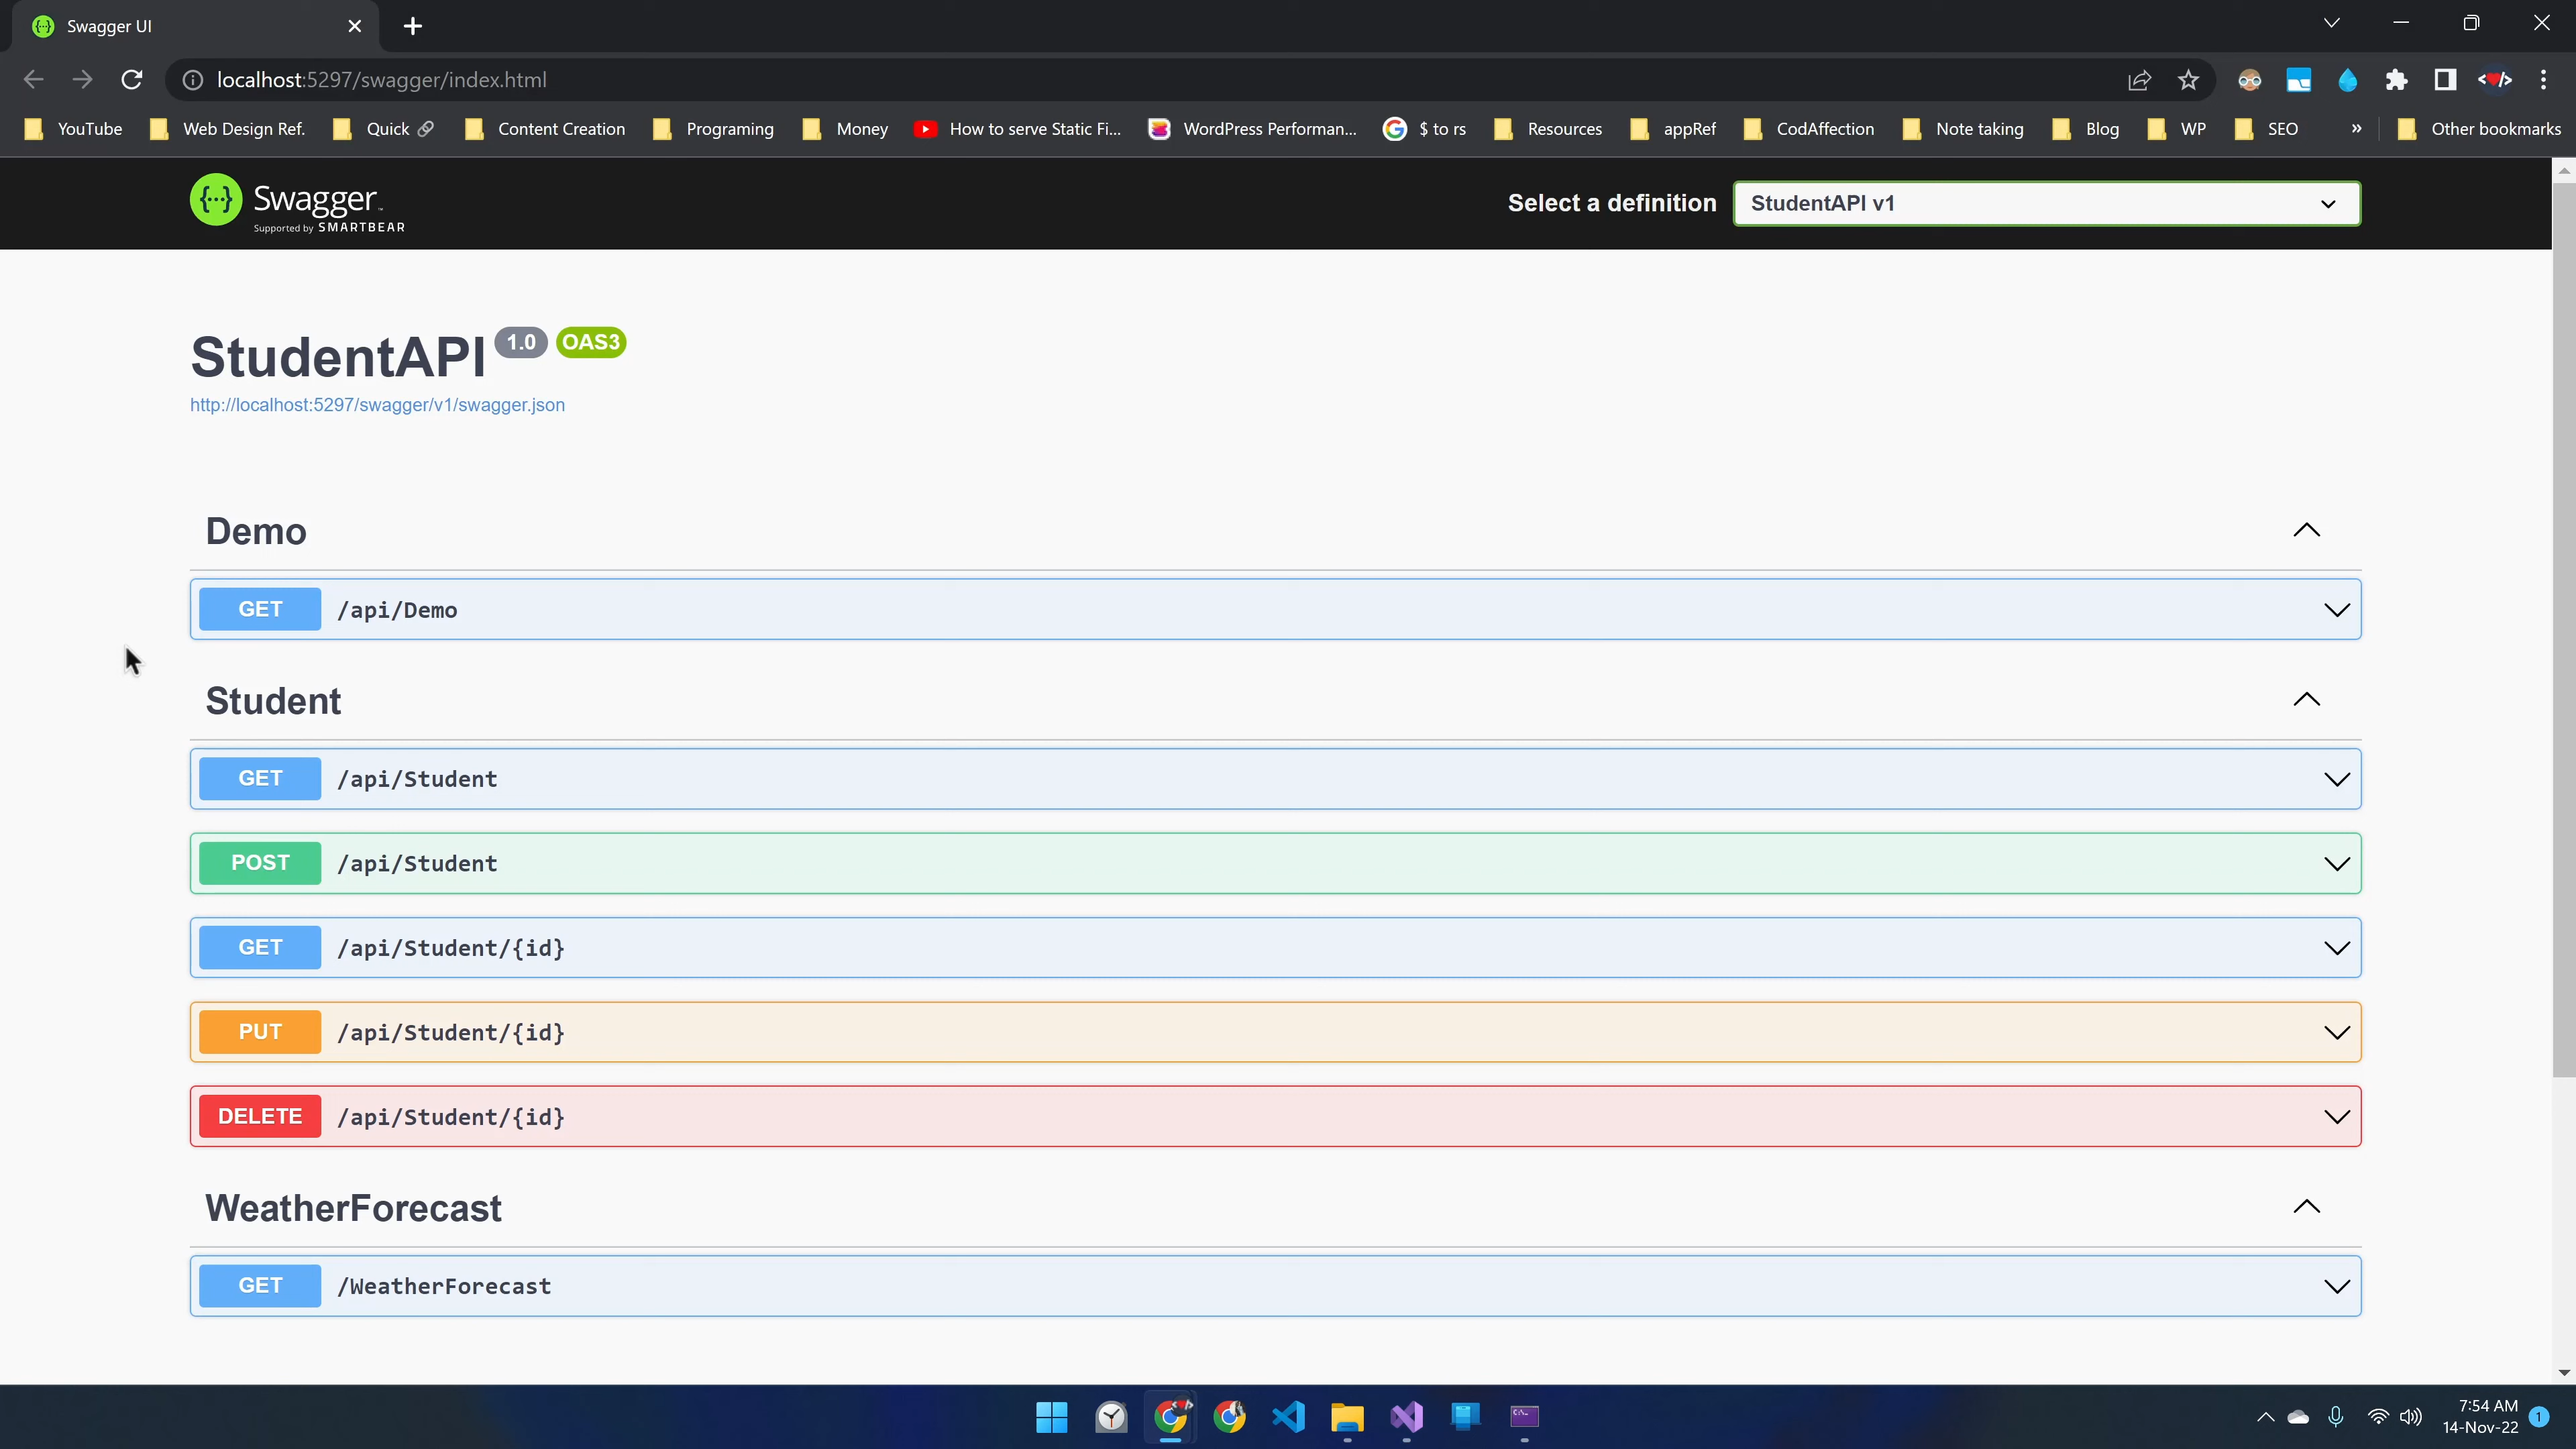 Swagger UI
localhost:5297/swagger/index.html
YouTube Web Design Ref. Quick Content Creation Programing Money How to serve Static Fi... WordPress Performan... $ to rs Resources appRef CodAffection Note taking Blog WP SEO » Other bookmarks
Swagger
Supported by SMARTBEAR
Select a definition StudentAPI v1
StudentAPI 1.0 OAS3
http://localhost:5297/swagger/v1/swagger.json
Demo
GET /api/Demo
Student
GET /api/Student
POST /api/Student
GET /api/Student/{id}
PUT /api/Student/{id}
DELETE /api/Student/{id}
WeatherForecast
GET /WeatherForecast
7:54 AM
14-Nov-22 1